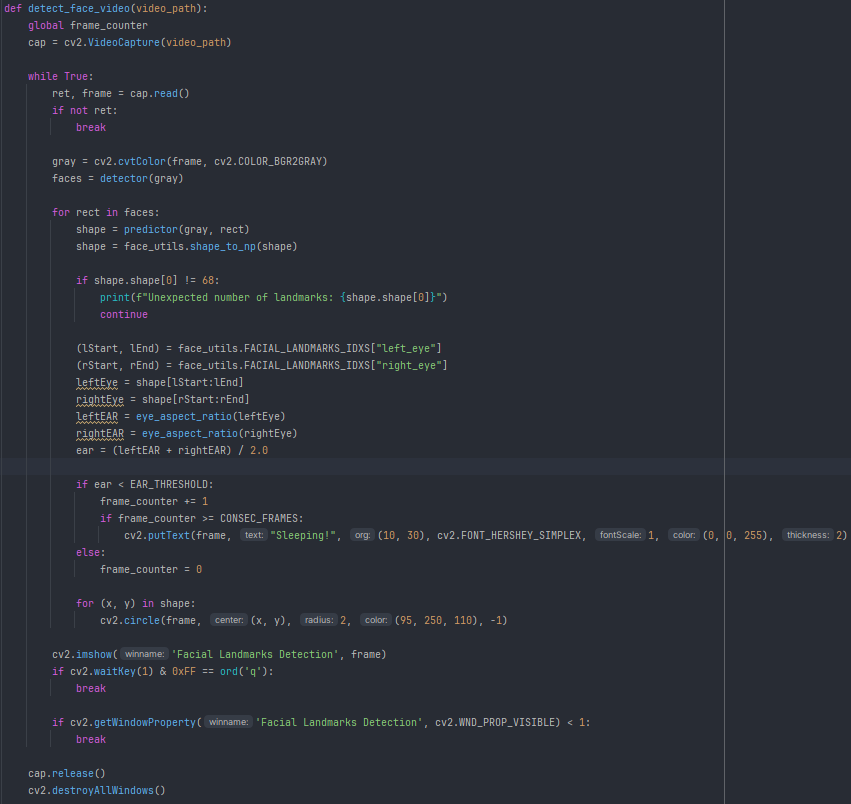 def detect_face_video(video_path):
    global frame_counter
    cap = cv2.VideoCapture(video_path)

    while True:
        ret, frame = cap.read()
        if not ret:
            break

        gray = cv2.cvtColor(frame, cv2.COLOR_BGR2GRAY)
        faces = detector(gray)

        for rect in faces:
            shape = predictor(gray, rect)
            shape = face_utils.shape_to_np(shape)

            if shape.shape[0] != 68:
                print(f"Unexpected number of landmarks: {shape.shape[0]}")
                continue

            (lStart, lEnd) = face_utils.FACIAL_LANDMARKS_IDXS["left_eye"]
            (rStart, rEnd) = face_utils.FACIAL_LANDMARKS_IDXS["right_eye"]
            leftEye = shape[lStart:lEnd]
            rightEye = shape[rStart:rEnd]
            leftEAR = eye_aspect_ratio(leftEye)
            rightEAR = eye_aspect_ratio(rightEye)
            ear = (leftEAR + rightEAR) / 2.0

            if ear < EAR_THRESHOLD:
                frame_counter += 1
                if frame_counter >= CONSEC_FRAMES:
                    cv2.putText(frame, text: "Sleeping!", org: (10, 30), cv2.FONT_HERSHEY_SIMPLEX, fontScale: 1, color: (0, 0, 255), thickness: 2)
            else:
                frame_counter = 0

            for (x, y) in shape:
                cv2.circle(frame, center: (x, y), radius: 2, color: (95, 250, 110), -1)

        cv2.imshow( winname: 'Facial Landmarks Detection', frame)
        if cv2.waitKey(1) & 0xFF == ord('q'):
            break

        if cv2.getWindowProperty( winname: 'Facial Landmarks Detection', cv2.WND_PROP_VISIBLE) < 1:
            break

    cap.release()
    cv2.destroyAllWindows()